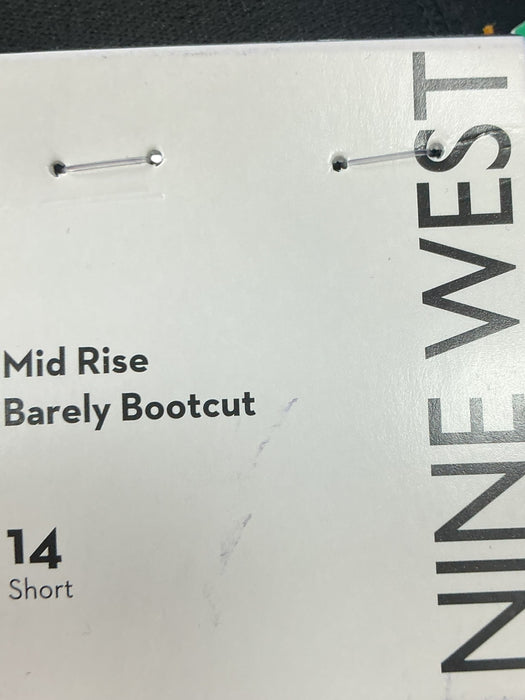 NINE WEST
Mid Rise
Barely Bootcut
14
Short